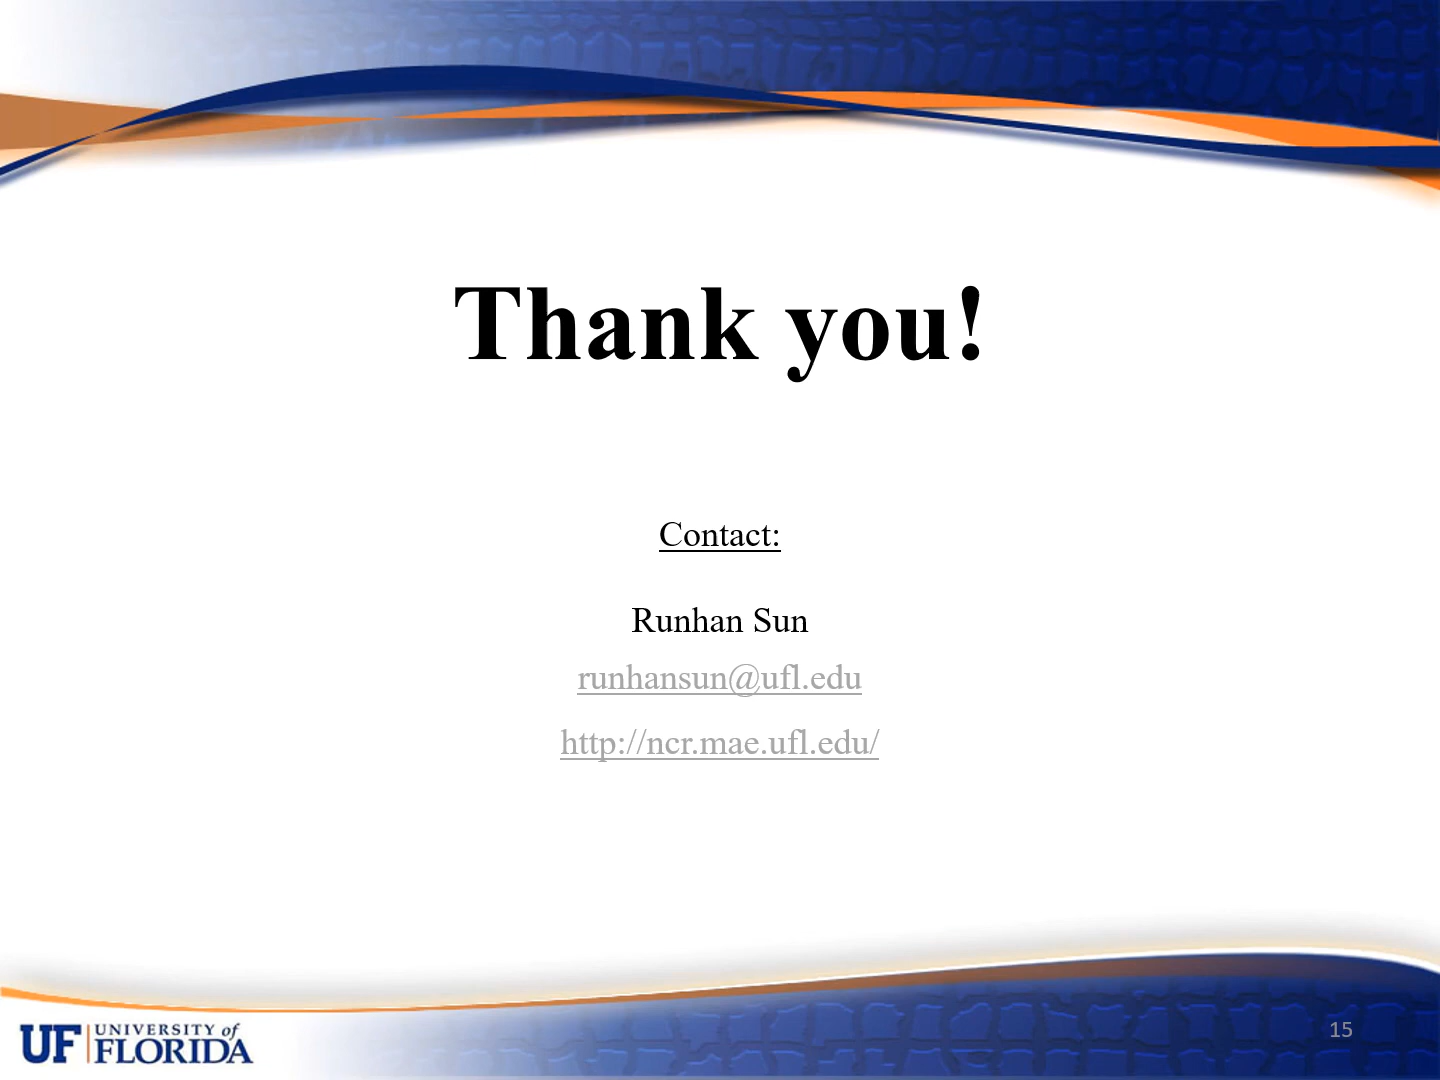 Thank you!
Contact:
Runhan Sun
runhansun@ufl.edu
http://ncr.mae.ufl.edu/
UF UNIVERSITY of
FLORIDA
15